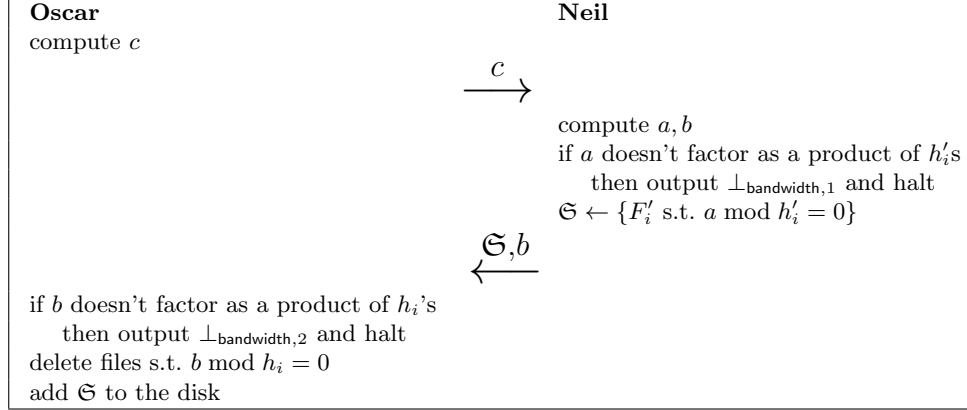 Oscar Neil
compute c
c
compute a, b
if a doesn't factor as a product of h′ᵢs
then output ⊥bandwidth,1 and halt
𝔖 ← {F′ᵢ s.t. a mod h′ᵢ = 0}
𝔖,b
if b doesn't factor as a product of hᵢ's
then output ⊥bandwidth,2 and halt
delete files s.t. b mod hᵢ = 0
add 𝔖 to the disk